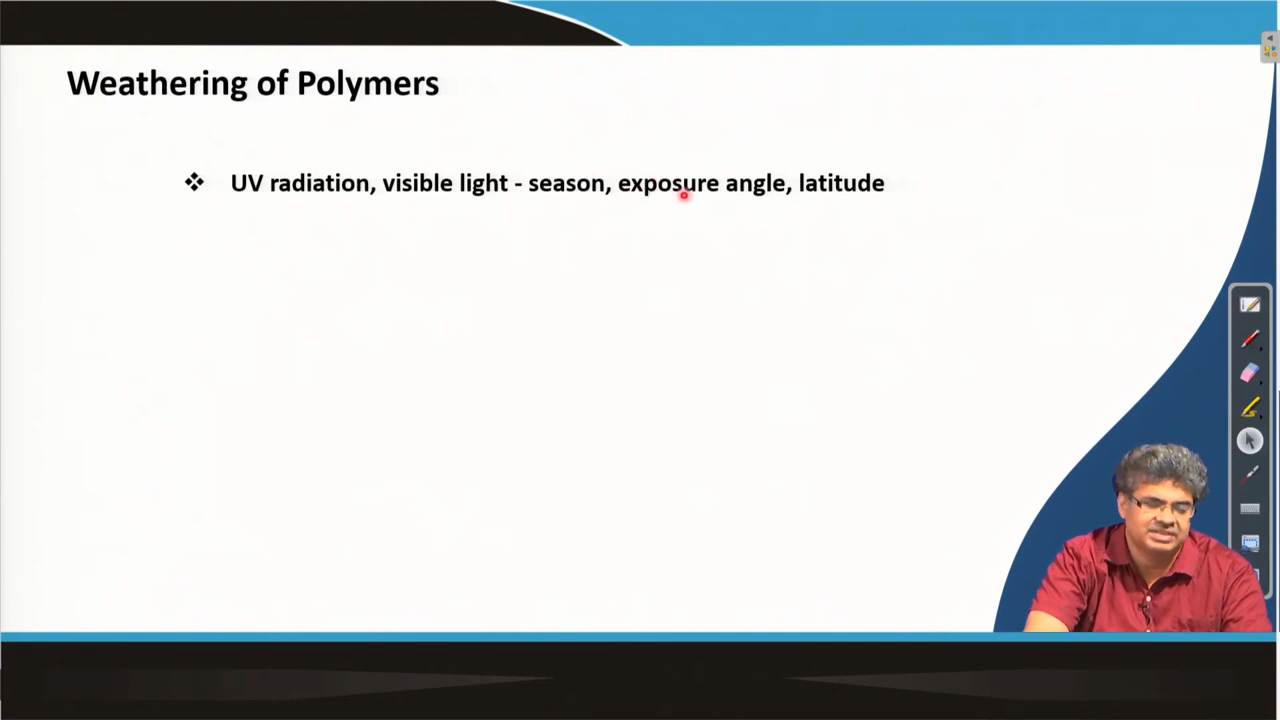 Weathering of Polymers
❖ UV radiation, visible light - season, exposure angle, latitude